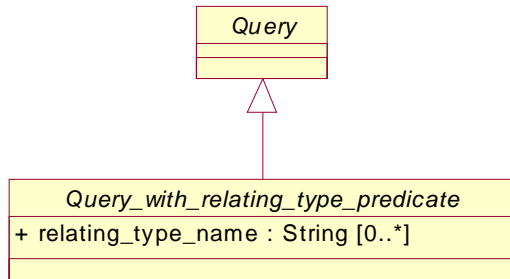 Query
Query_with_relating_type_predicate
+ relating_type_name : String [0..*]